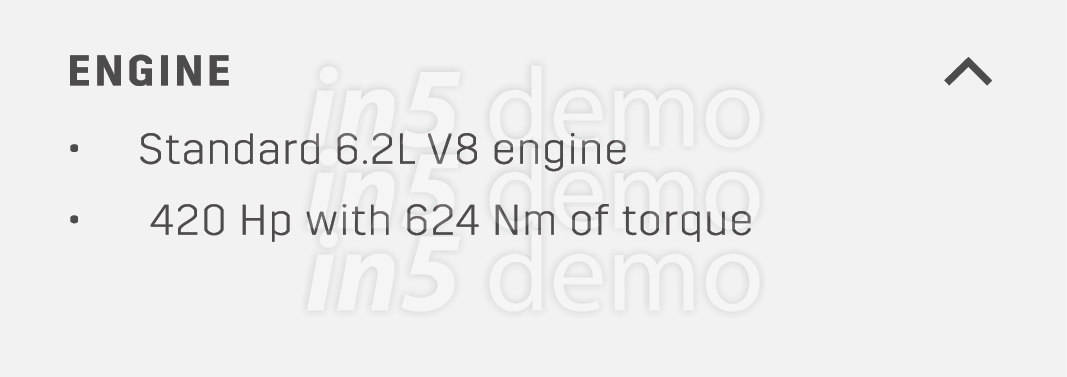 ENGINE
• Standard 6.2L V8 engine
• 420 Hp with 624 Nm of torque
in5 demo
in5 demo
in5 demo